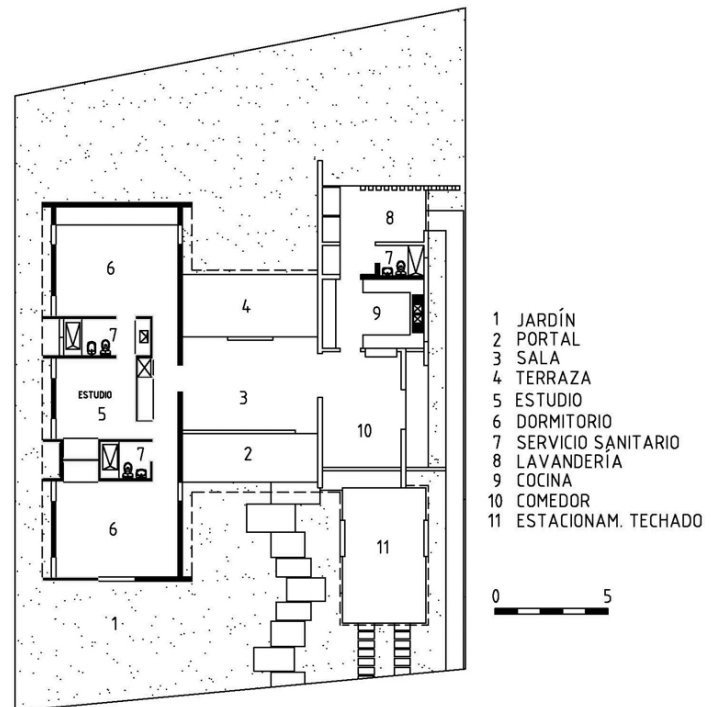 8
6
7
4
9
7
ESTUDIO
5
3
10
7
2
6
11
1
1 JARDÍN
2 PORTAL
3 SALA
4 TERRAZA
5 ESTUDIO
6 DORMITORIO
7 SERVICIO SANITARIO
8 LAVANDERÍA
9 COCINA
10 COMEDOR
11 ESTACIONAM. TECHADO
0 5